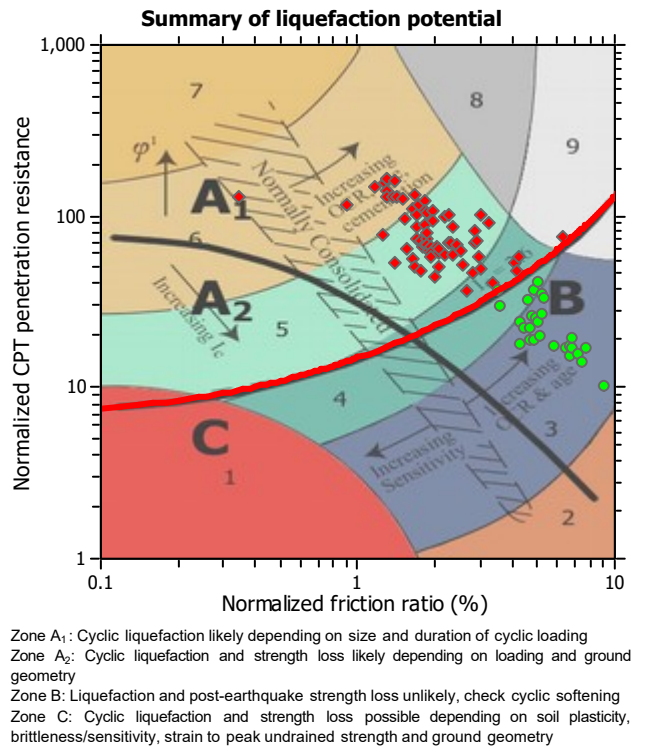 Summary of liquefaction potential
1,000
100
10
1
Normalized CPT penetration resistance
0.1
1
10
Normalized friction ratio (%)
7
8
9
φ'
A1
Normally Consolidated
Increasing
cementation
6
A2
Increasing Ic
5
B
4
Increasing
OCR & age
3
Increasing
Sensitivity
C
1
2
Zone A1: Cyclic liquefaction likely depending on size and duration of cyclic loading
Zone A2: Cyclic liquefaction and strength loss likely depending on loading and ground
geometry
Zone B: Liquefaction and post-earthquake strength loss unlikely, check cyclic softening
Zone C: Cyclic liquefaction and strength loss possible depending on soil plasticity,
brittleness/sensitivity, strain to peak undrained strength and ground geometry